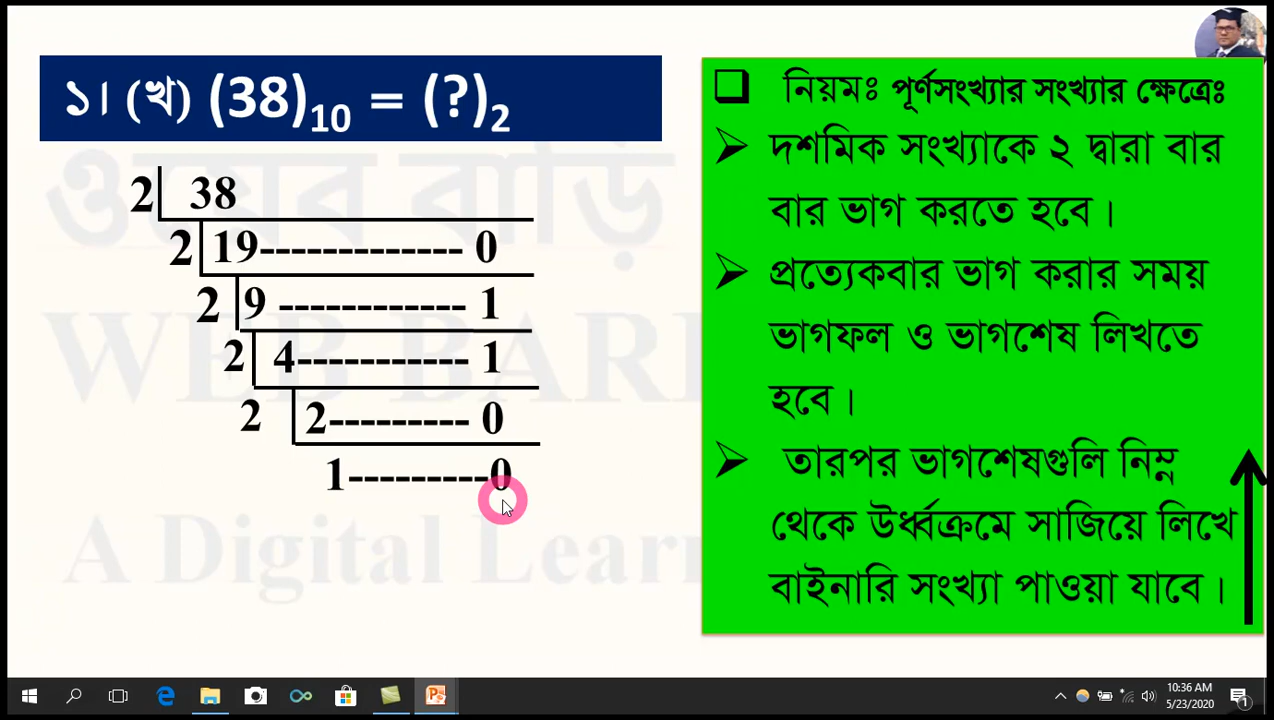 ১। (খ) (38)10 = (?)2
2 38
2 19------------- 0
2 9 ------------ 1
2 4----------- 1
2 2--------- 0
1---------0
নিয়মঃ পূর্ণসংখ্যার সংখ্যার ক্ষেত্রেঃ
দশমিক সংখ্যাকে ২ দ্বারা বার
বার ভাগ করতে হবে।
প্রত্যেকবার ভাগ করার সময়
ভাগফল ও ভাগশেষ লিখতে
হবে।
তারপর ভাগশেষগুলি নিম্ন
থেকে উর্ধ্বক্রমে সাজিয়ে লিখে
বাইনারি সংখ্যা পাওয়া যাবে।
ওয়েব বাড়ি
WEB BARI
A Digital Learn
10:36 AM
5/23/2020